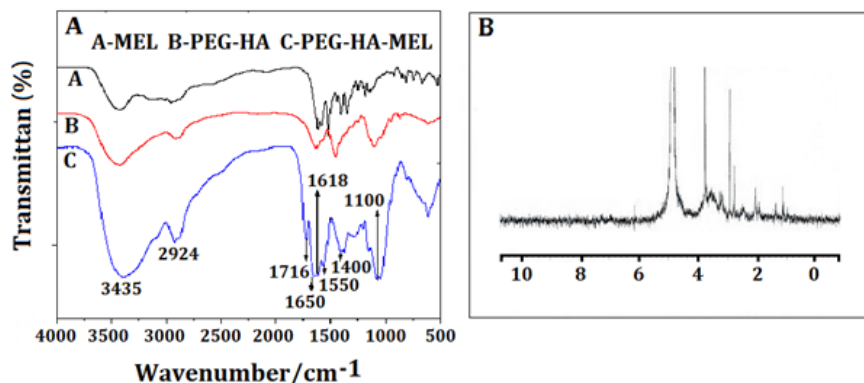 A
A-MEL B-PEG-HA C-PEG-HA-MEL
A
B
C
1618
1100
2924
3435
1716
1650
1550
1400
Transmittan (%)
4000 3500 3000 2500 2000 1500 1000 500
Wavenumber/cm-1
B
10 8 6 4 2 0